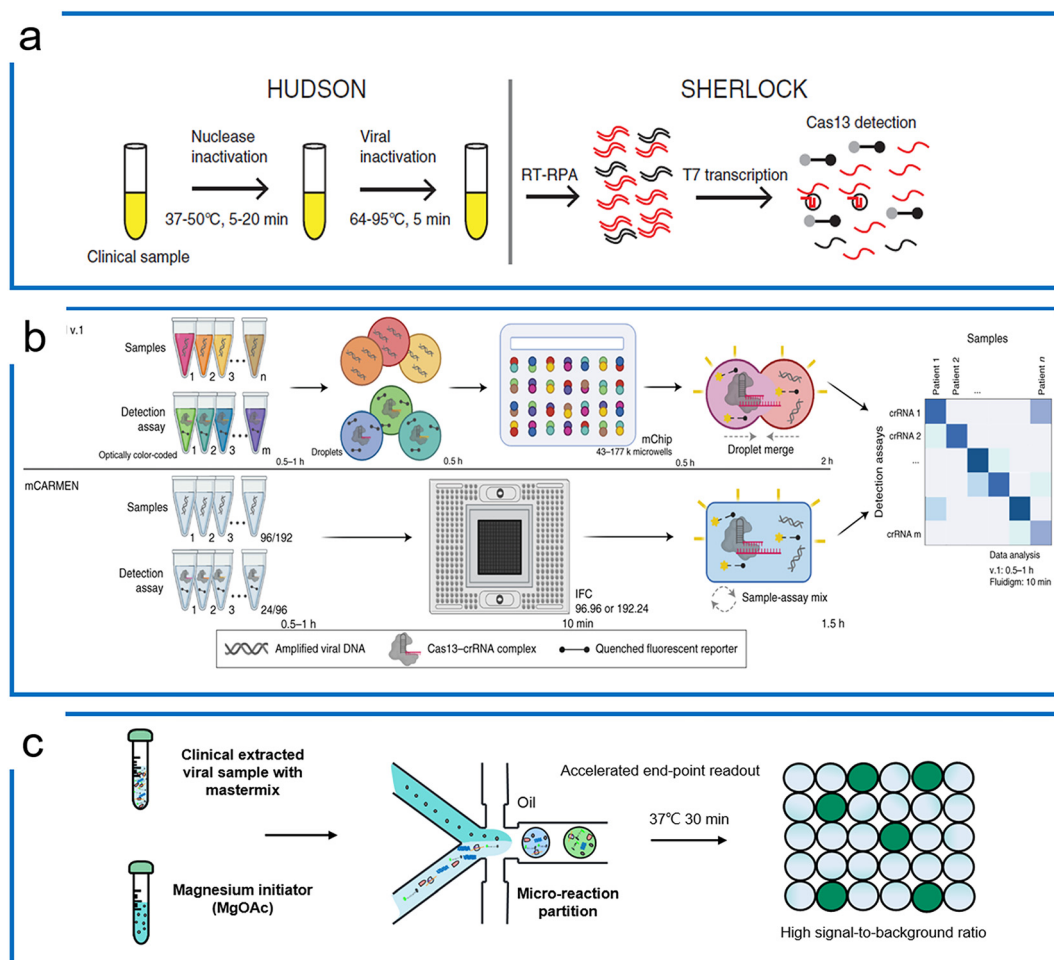 a
HUDSON
SHERLOCK
Nuclease
inactivation
37-50℃, 5-20 min
Viral
inactivation
64-95℃, 5 min
Clinical sample
RT-RPA
T7 transcription
Cas13 detection
b
v.1
Samples
1 2 3 ... n
Detection
assay
Optically color-coded
1 2 3 ... m
0.5–1 h
Droplets
0.5 h
mChip
43–177 k microwells
0.5 h
Droplet merge
2 h
mCARMEN
Samples
1 2 3 ... 96/192
Detection
assay
1 2 3 ... 24/96
0.5–1 h
IFC
96.96 or 192.24
10 min
Sample-assay mix
1.5 h
Samples
Patient 1
Patient 2
...
Patient n
Detection assays
crRNA 1
crRNA 2
...
crRNA m
Data analysis
v.1: 0.5–1 h
Fluidigm: 10 min
Amplified viral DNA
Cas13–crRNA complex
Quenched fluorescent reporter
c
Clinical extracted
viral sample with
mastermix
Magnesium initiator
(MgOAc)
Oil
Micro-reaction
partition
Accelerated end-point readout
37℃ 30 min
High signal-to-background ratio